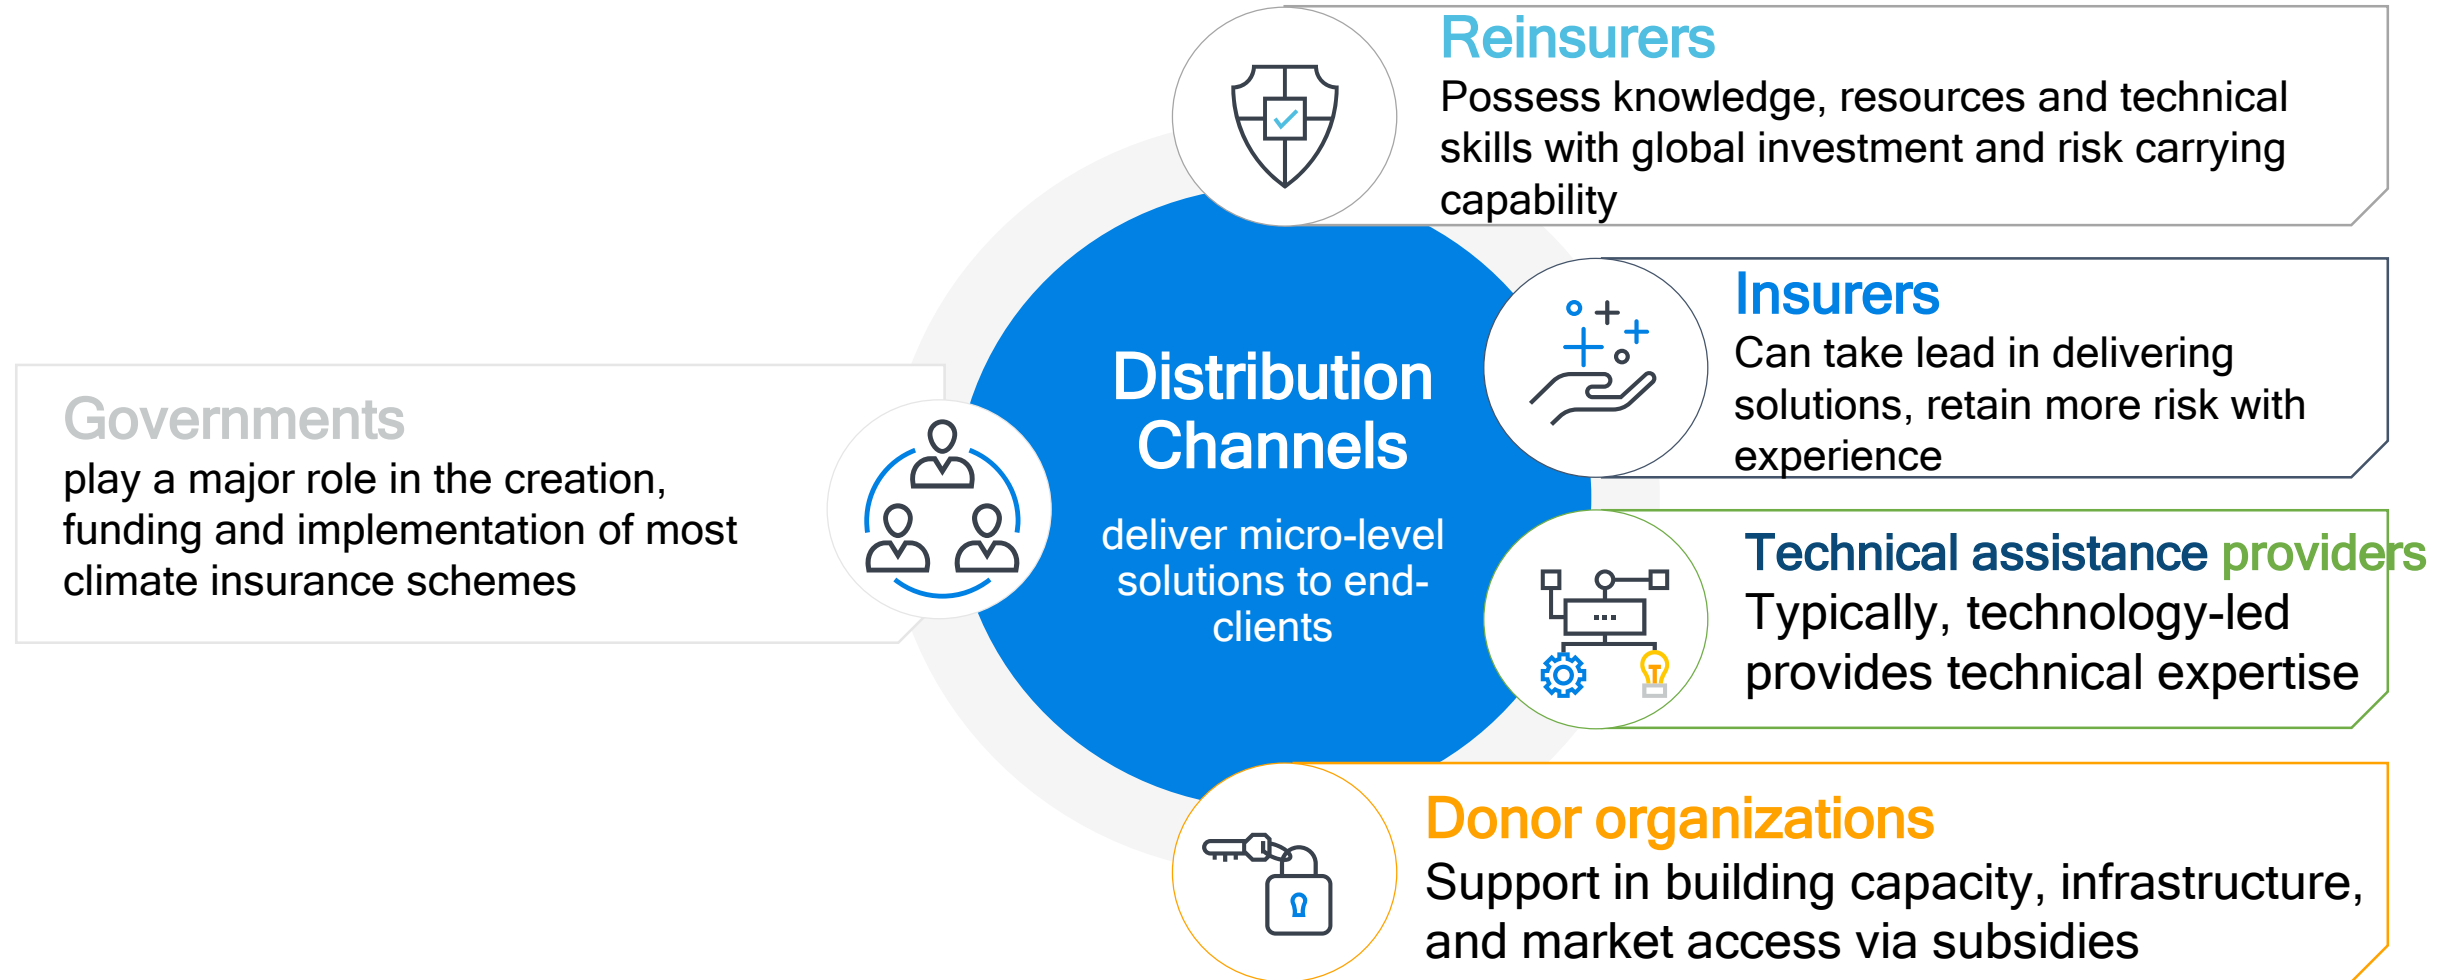 Reinsurers
Possess knowledge, resources and technical
skills with global investment and risk carrying
capability
Insurers
Can take lead in delivering
solutions, retain more risk with
experience
Governments
play a major role in the creation,
funding and implementation of most
climate insurance schemes
Distribution
Channels
deliver micro-level
solutions to end-
clients
Technical assistance providers
Typically, technology-led
provides technical expertise
Donor organizations
Support in building capacity, infrastructure,
and market access via subsidies